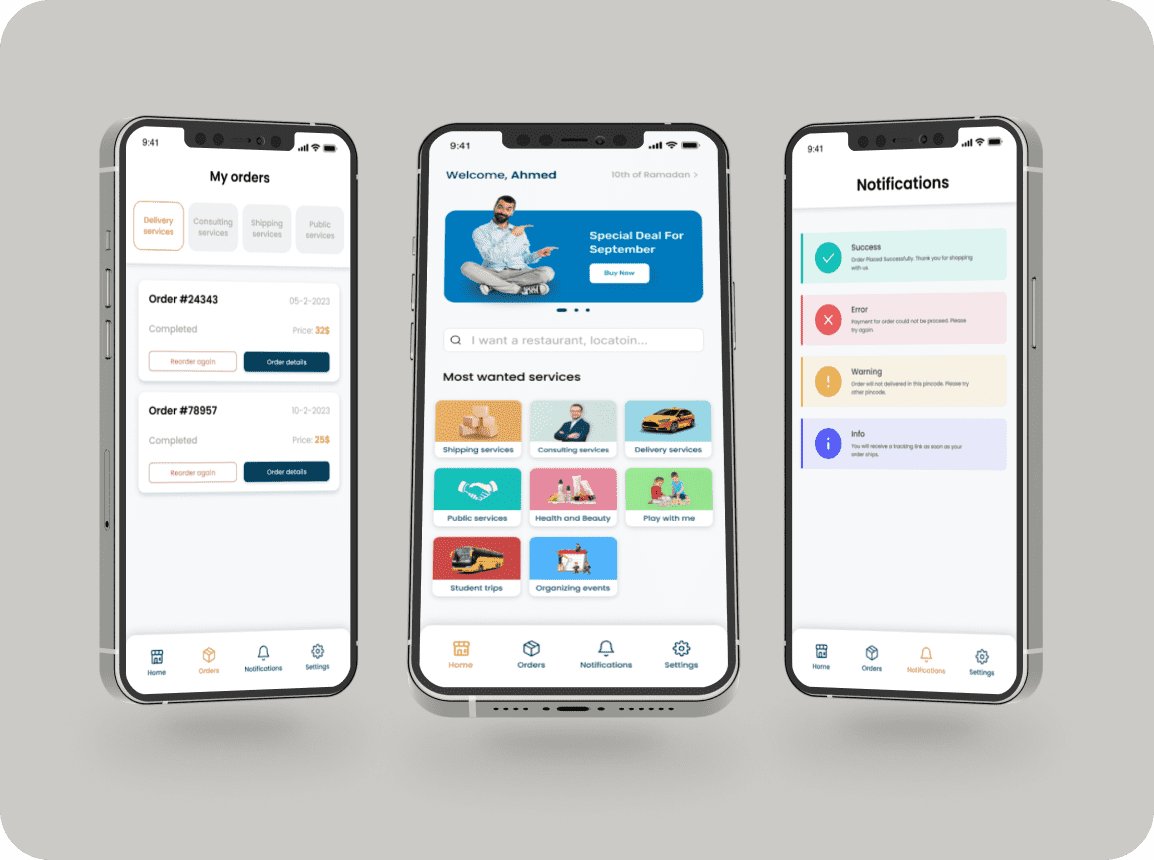 9:41
My orders
Delivery
services
Consulting
services
Shipping
services
Public
services
Order #24343
05-2-2023
Completed
Price: 32$
Reorder again
Order details
Order #78957
10-2-2023
Completed
Price: 25$
Reorder again
Order details
Home
Orders
Notifications
Settings
9:41
Welcome, Ahmed
10th of Ramadan >
Special Deal For
September
Buy Now
I want a restaurant, locatoin...
Most wanted services
Shipping services
Consulting services
Delivery services
Public services
Health and Beauty
Play with me
Student trips
Organizing events
Home
Orders
Notifications
Settings
9:41
Notifications
Success
Order Placed Successfully. Thank you for shopping
with us
Error
Payment for order could not be proceed. Please
try again
Warning
Order will not delivered in this pincode. Please try
other pincode.
Info
You will receive a tracking link as soon as your
order ships.
Home
Orders
Notifications
Settings